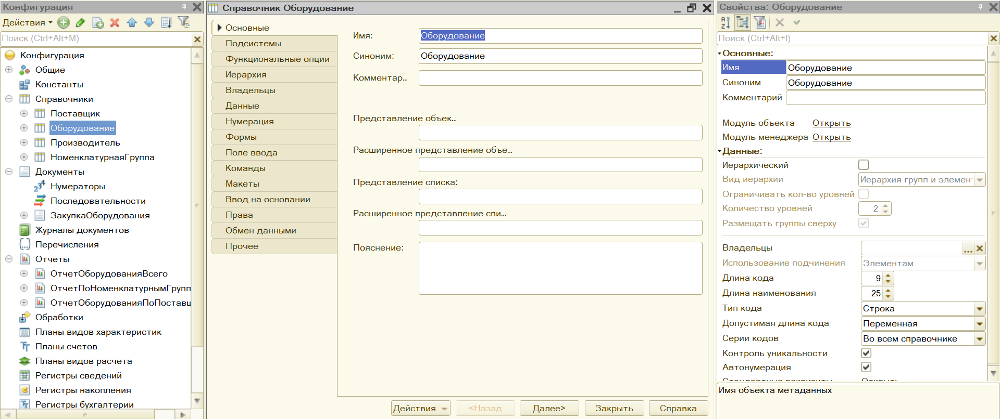 Конфигурация
Действия
Поиск (Ctrl+Alt+M)
Конфигурация
Общие
Константы
Справочники
Поставщик
Оборудование
Производитель
НоменклатурнаяГруппа
Документы
Нумераторы
Последовательности
ЗакупкаОборудования
Журналы документов
Перечисления
Отчеты
ОтчетОборудованияВсего
ОтчетПоНоменклатурнымГрупп
ОтчетОборудованияПоПостав
Обработки
Планы видов характеристик
Планы счетов
Планы видов расчета
Регистры сведений
Регистры накопления
Регистры бухгалтерии
Справочник Оборудование
Основные
Подсистемы
Функциональные опции
Иерархия
Владельцы
Данные
Нумерация
Формы
Поле ввода
Команды
Макеты
Ввод на основании
Права
Обмен данными
Прочее
Имя: Оборудование
Синоним: Оборудование
Комментар...
Представление объек...
Расширенное представление объе...
Представление списка:
Расширенное представление спи...
Пояснение:
Действия <Назад Далее> Закрыть Справка
Свойства: Оборудование
Поиск (Ctrl+Alt+I)
Основные:
Имя Оборудование
Синоним Оборудование
Комментарий
Модуль объекта Открыть
Модуль менеджера Открыть
Данные:
Иерархический
Вид иерархии Иерархия групп и элемен
Ограничивать кол-во уровней
Количество уровней 2
Размещать группы сверху
Владельцы ...
Использование подчинения Элементам
Длина кода 9
Длина наименования 25
Тип кода Строка
Допустимая длина кода Переменная
Серии кодов Во всем справочнике
Контроль уникальности
Автонумерация
Стандартные реквизиты Открыть
Имя объекта метаданных